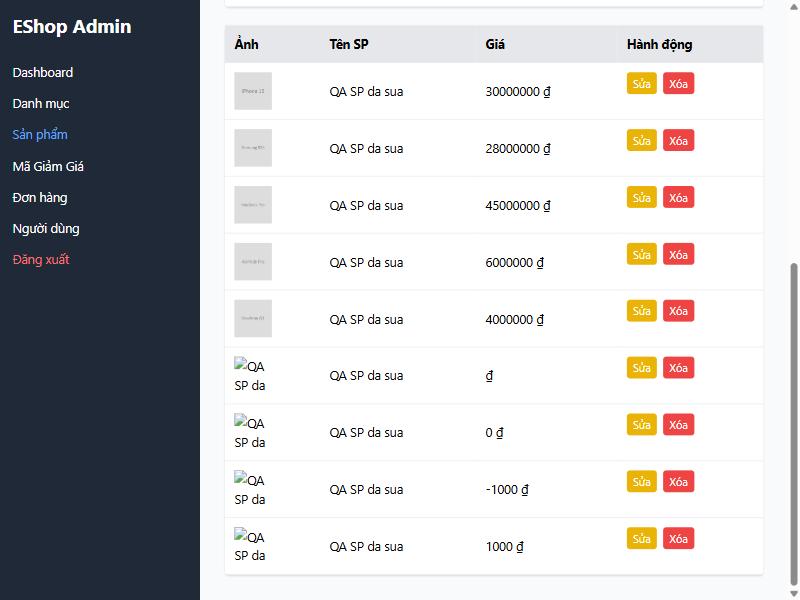 EShop Admin
Dashboard
Danh mục
Sản phẩm
Mã Giảm Giá
Đơn hàng
Người dùng
Đăng xuất
Ảnh Tên SP Giá Hành động
QA SP da sua 30000000 ₫ Sửa Xóa
QA SP da sua 28000000 ₫ Sửa Xóa
QA SP da sua 45000000 ₫ Sửa Xóa
QA SP da sua 6000000 ₫ Sửa Xóa
QA SP da sua 4000000 ₫ Sửa Xóa
QA SP da QA SP da sua ₫ Sửa Xóa
QA SP da QA SP da sua 0 ₫ Sửa Xóa
QA SP da QA SP da sua -1000 ₫ Sửa Xóa
QA SP da QA SP da sua 1000 ₫ Sửa Xóa